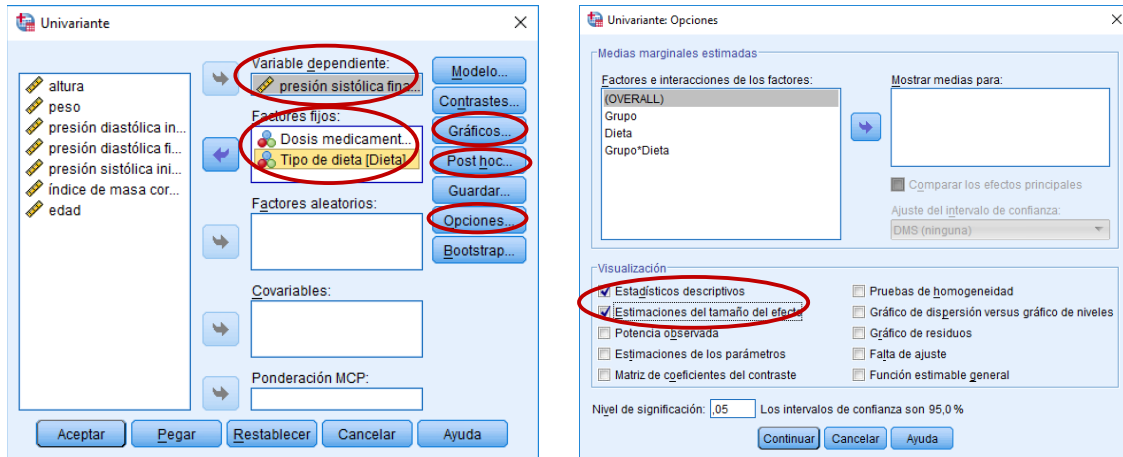 Univariante
altura
peso
presión diastólica in...
presión diastólica fi...
presión sistólica ini...
índice de masa cor...
edad
Variable dependiente:
presión sistólica fina...
Factores fijos:
Dosis medicament...
Tipo de dieta [Dieta]
Factores aleatorios:
Covariables:
Ponderación MCP:
Modelo...
Contrastes...
Gráficos...
Post hoc...
Guardar...
Opciones...
Bootstrap...
Aceptar Pegar Restablecer Cancelar Ayuda
Univariante: Opciones
Medias marginales estimadas
Factores e interacciones de los factores:
(OVERALL)
Grupo
Dieta
Grupo*Dieta
Mostrar medias para:
Comparar los efectos principales
Ajuste del intervalo de confianza:
DMS (ninguna)
Visualización
Estadísticos descriptivos
Estimaciones del tamaño del efecto
Potencia observada
Estimaciones de los parámetros
Matriz de coeficientes del contraste
Pruebas de homogeneidad
Gráfico de dispersión versus gráfico de niveles
Gráfico de residuos
Falta de ajuste
Función estimable general
Nivel de significación: ,05 Los intervalos de confianza son 95,0 %
Continuar Cancelar Ayuda